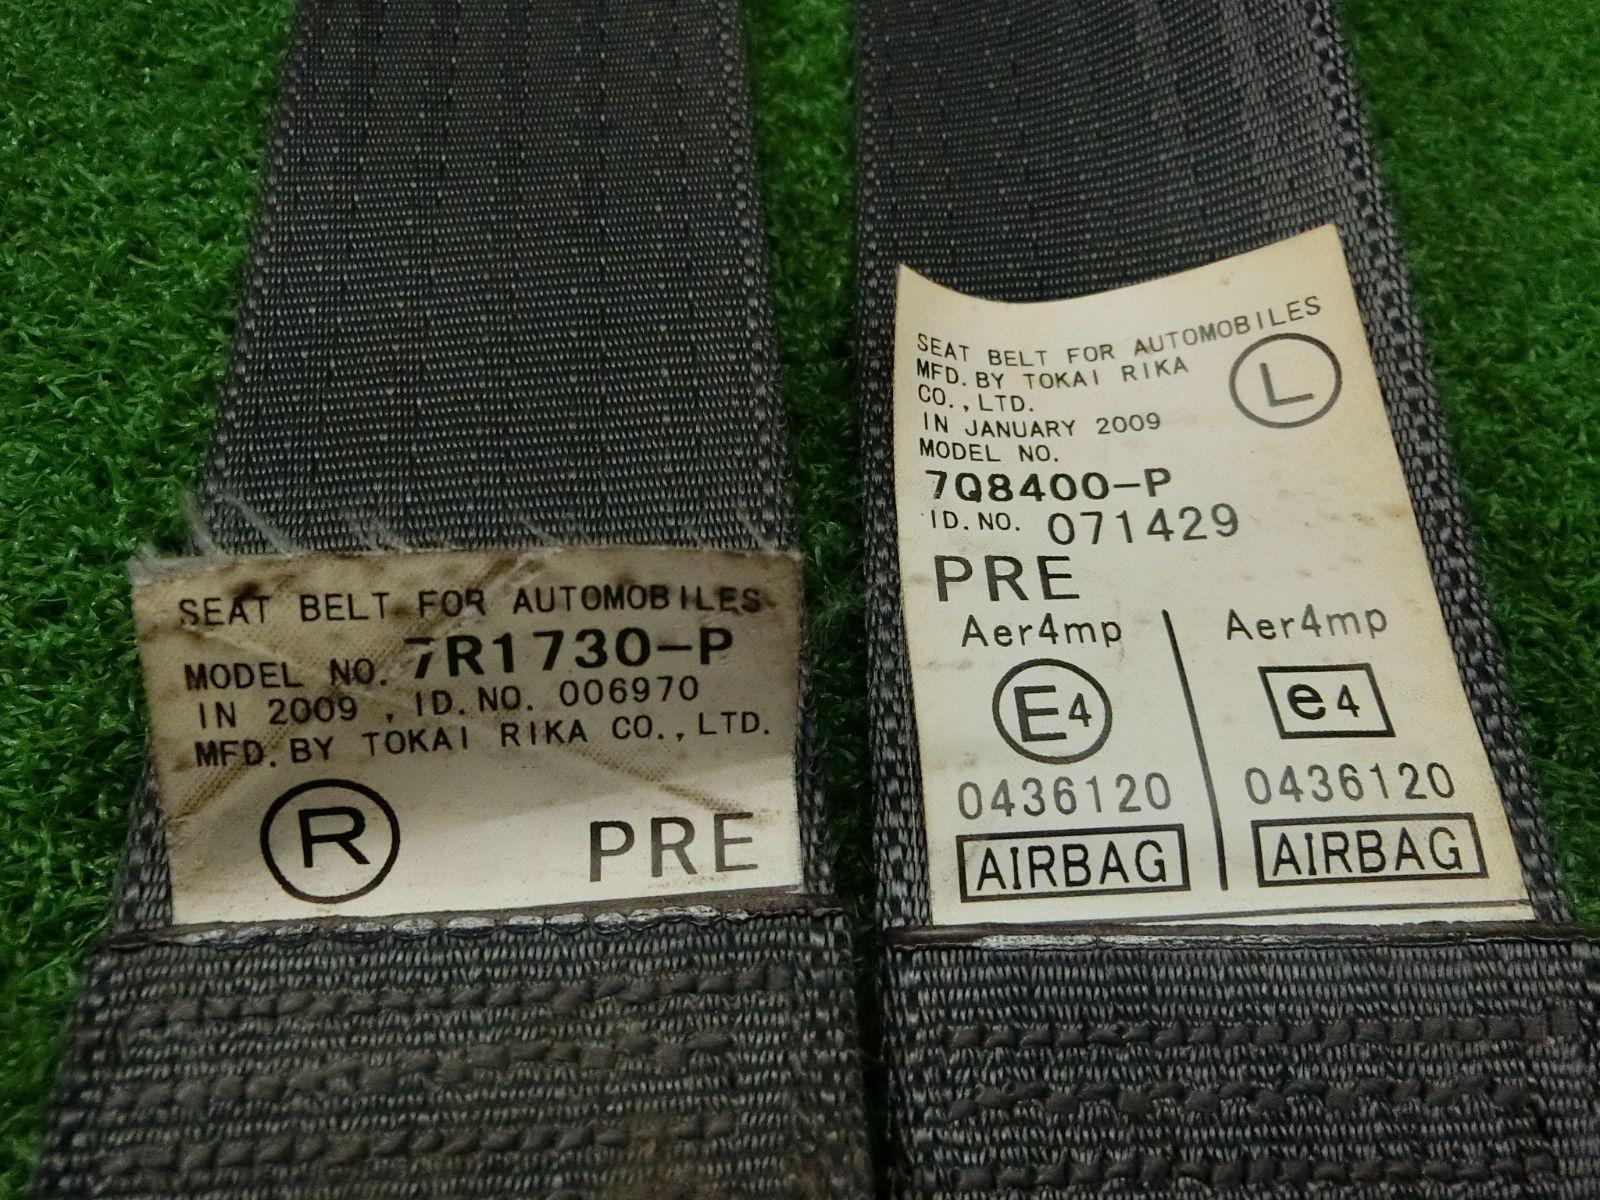 SEAT BELT FOR AUTOMOBILES
MODEL NO. 7R1730-P
IN 2009 , ID. NO. 006970
MFD. BY TOKAI RIKA CO., LTD.
R
PRE
SEAT BELT FOR AUTOMOBILES
MFD. BY TOKAI RIKA
CO., LTD.
L
IN JANUARY 2009
MODEL NO.
7Q8400-P
ID. NO. 071429
PRE
Aer4mp Aer4mp
E4 e4
0436120 0436120
AIRBAG AIRBAG